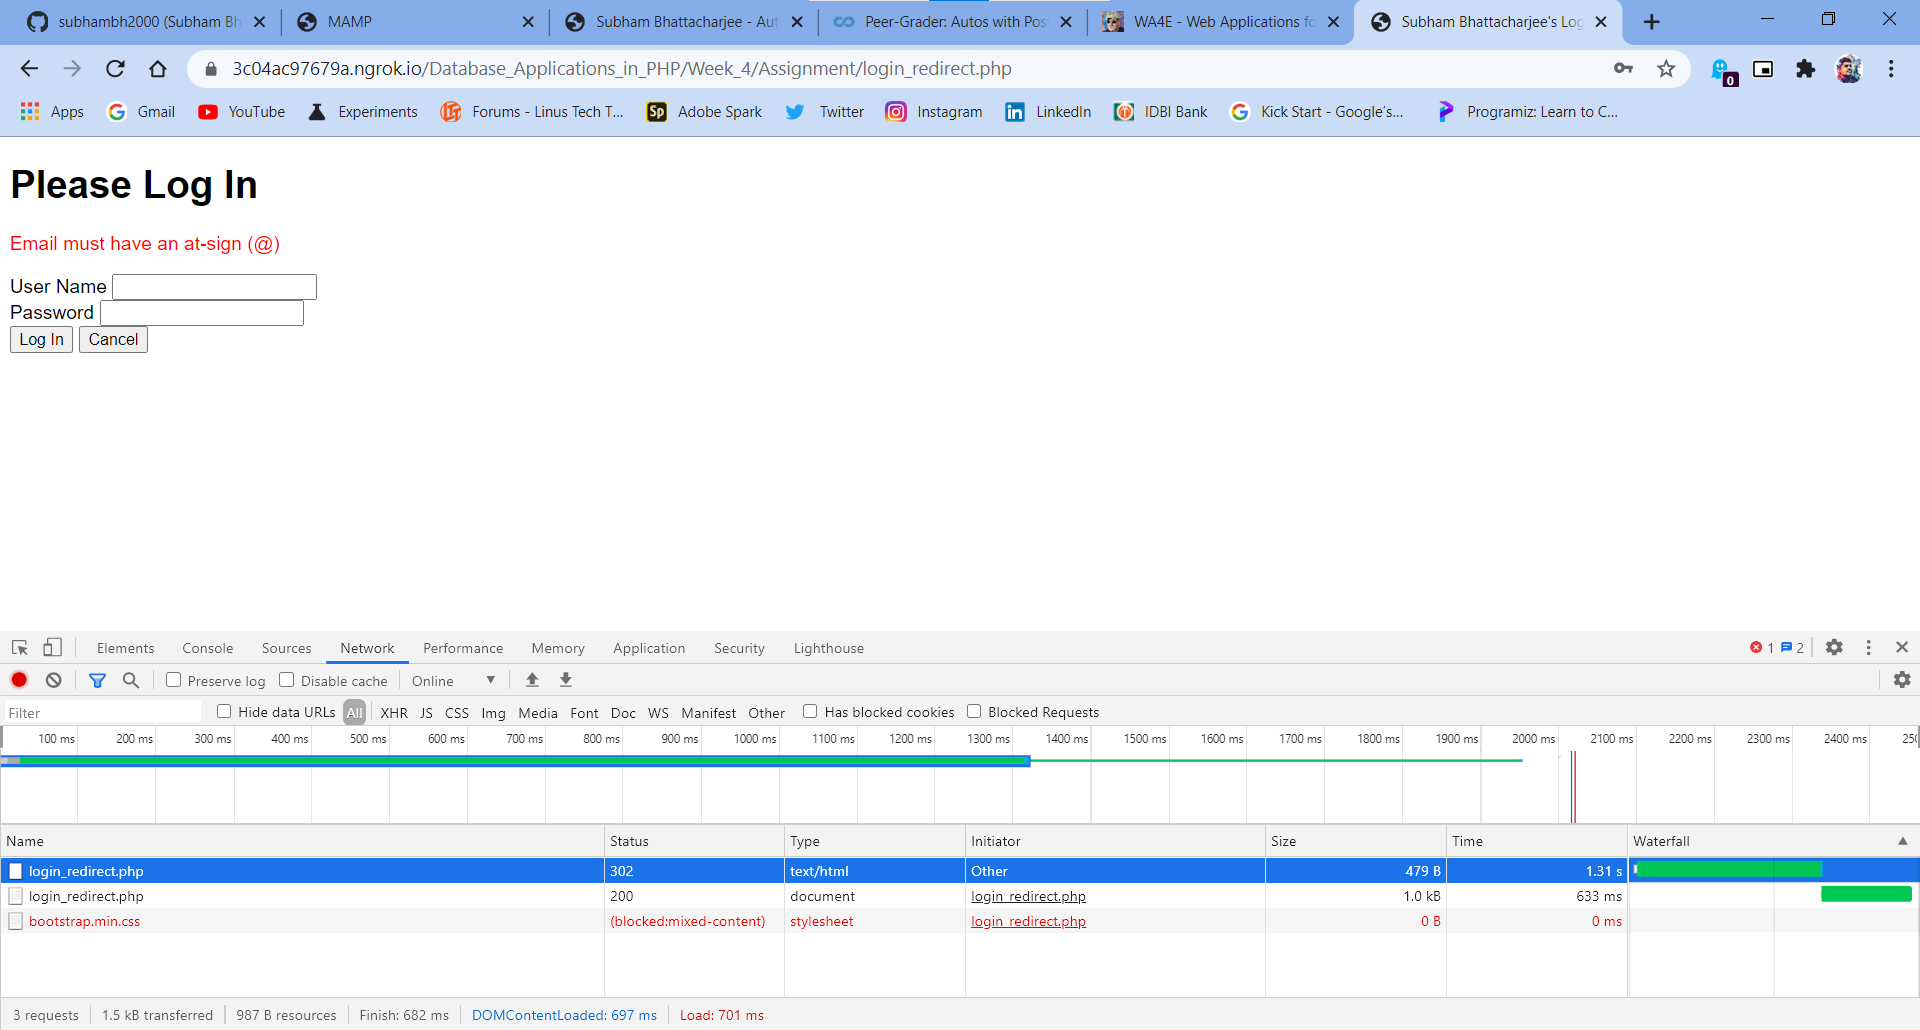 subhambh2000 (Subham Bh
MAMP
Subham Bhattacharjee - Aut
Peer-Grader: Autos with Pos
WA4E - Web Applications fo
Subham Bhattacharjee's Log
3c04ac97679a.ngrok.io/Database_Applications_in_PHP/Week_4/Assignment/login_redirect.php
0
Apps
Gmail
YouTube
Experiments
Forums - Linus Tech T...
Sp
Adobe Spark
Twitter
Instagram
LinkedIn
IDBI Bank
Kick Start - Google's...
Programiz: Learn to C...
Please Log In
Email must have an at-sign (@)
User Name
Password
Log In Cancel
Elements Console Sources Network Performance Memory Application Security Lighthouse 1 2
Preserve log Disable cache Online
Filter Hide data URLs All XHR JS CSS Img Media Font Doc WS Manifest Other Has blocked cookies Blocked Requests
100 ms 200 ms 300 ms 400 ms 500 ms 600 ms 700 ms 800 ms 900 ms 1000 ms 1100 ms 1200 ms 1300 ms 1400 ms 1500 ms 1600 ms 1700 ms 1800 ms 1900 ms 2000 ms 2100 ms 2200 ms 2300 ms 2400 ms 250
Name Status Type Initiator Size Time Waterfall
login_redirect.php 302 text/html Other 479 B 1.31 s
login_redirect.php 200 document login_redirect.php 1.0 kB 633 ms
bootstrap.min.css (blocked:mixed-content) stylesheet login_redirect.php 0 B 0 ms
3 requests 1.5 kB transferred 987 B resources Finish: 682 ms DOMContentLoaded: 697 ms Load: 701 ms